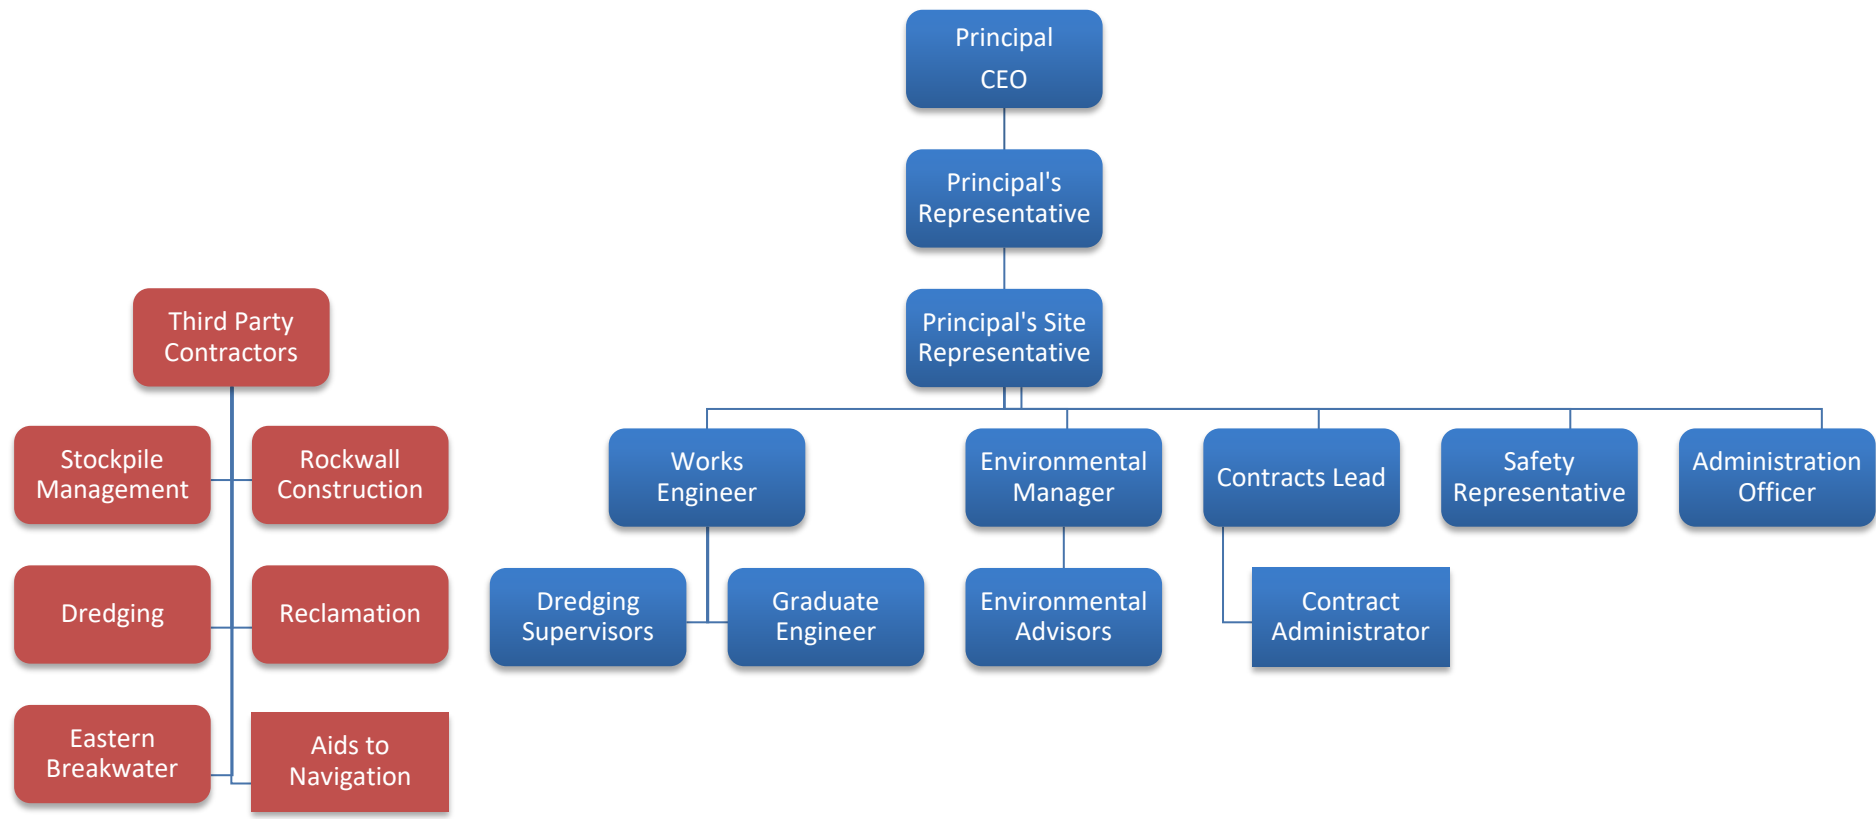 Principal
CEO
Principal's
Representative
Principal's Site
Representative
Third Party
Contractors
Stockpile
Management
Rockwall
Construction
Dredging
Reclamation
Eastern
Breakwater
Aids to
Navigation
Works
Engineer
Environmental
Manager
Contracts Lead
Safety
Representative
Administration
Officer
Dredging
Supervisors
Graduate
Engineer
Environmental
Advisors
Contract
Administrator